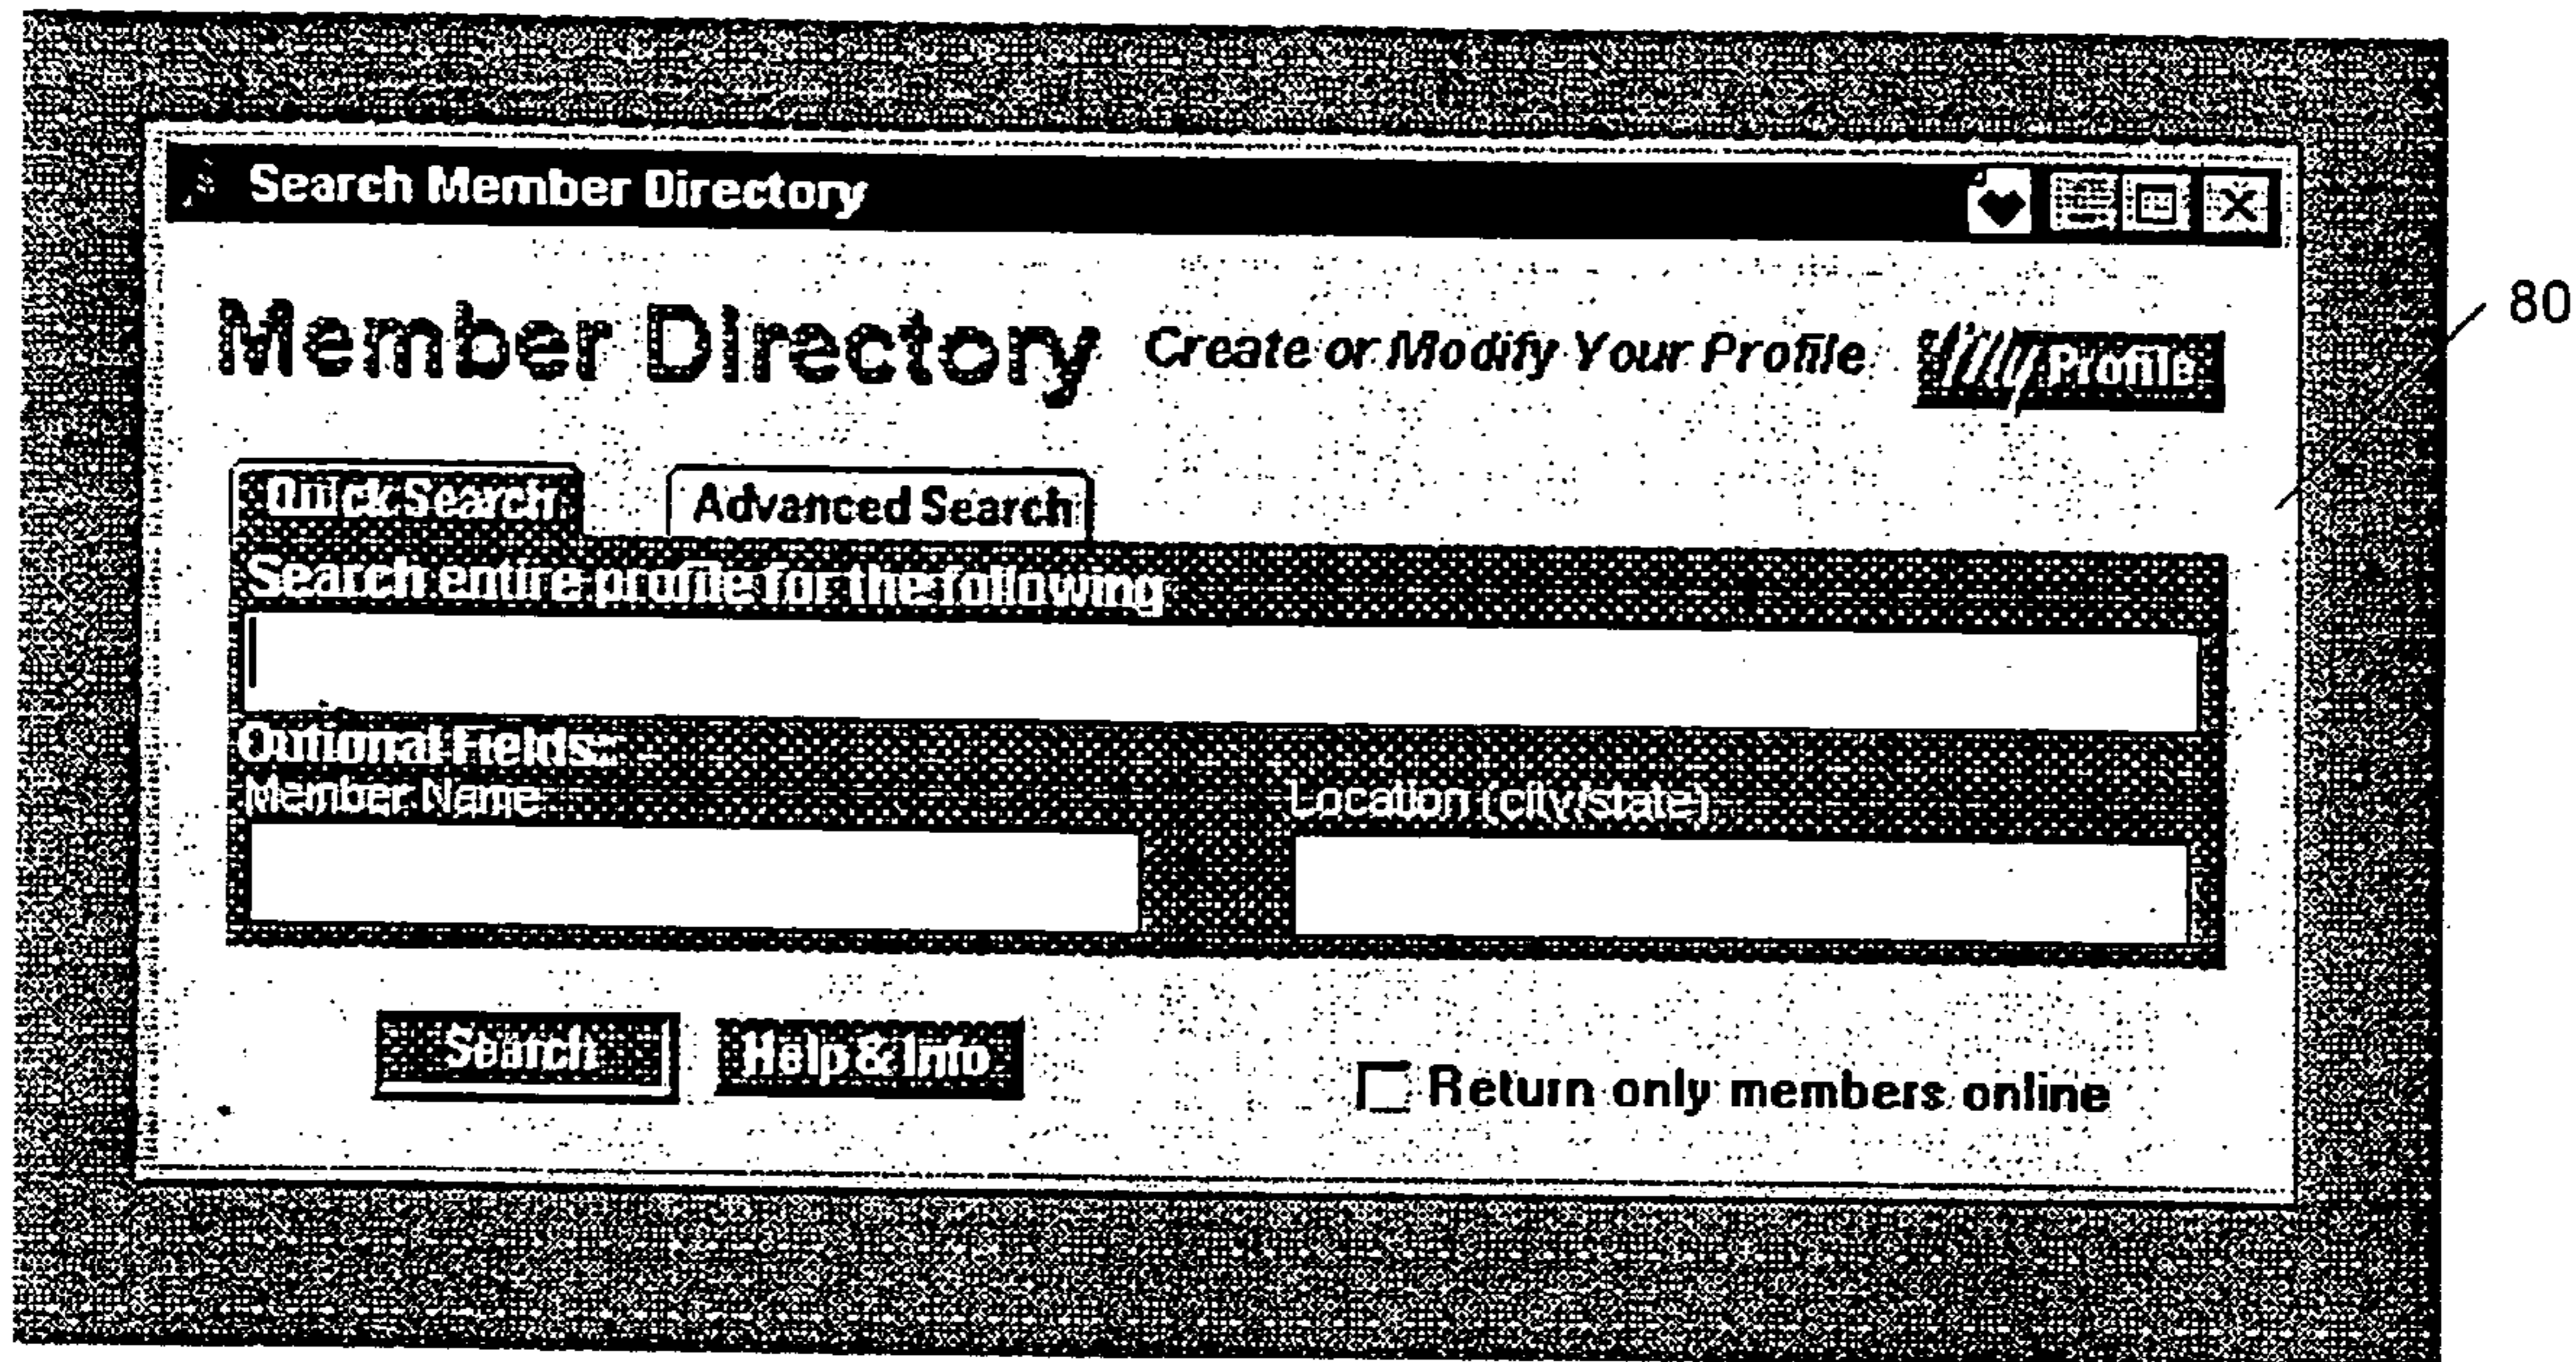 Search Member Directory
80
Member Directory Create or Modify Your Profile My Profile
Quick Search Advanced Search
Search entire profile for the following
Optional Fields:
Member Name Location (city/state)
Search Help & Info
Return only members online